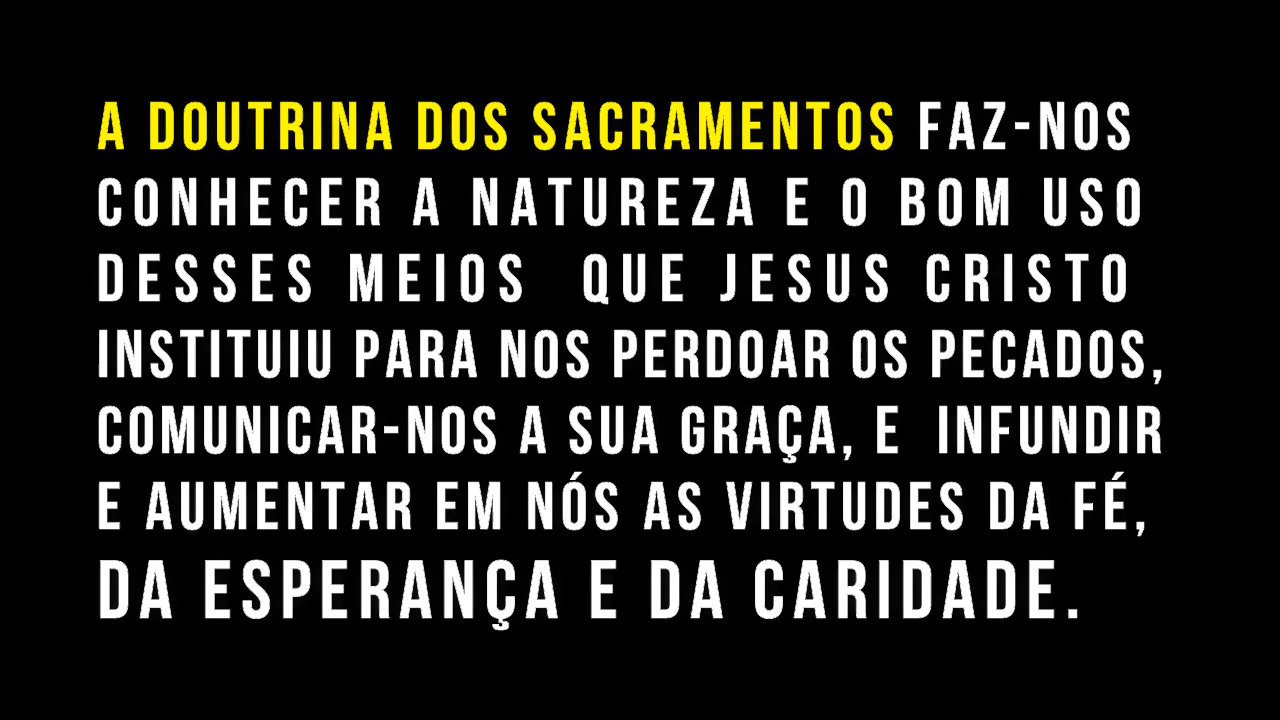 A DOUTRINA DOS SACRAMENTOS FAZ-NOS
CONHECER A NATUREZA E O BOM USO
DESSES MEIOS QUE JESUS CRISTO
INSTITUIU PARA NOS PERDOAR OS PECADOS,
COMUNICAR-NOS A SUA GRAÇA, E INFUNDIR
E AUMENTAR EM NÓS AS VIRTUDES DA FÉ,
DA ESPERANÇA E DA CARIDADE.